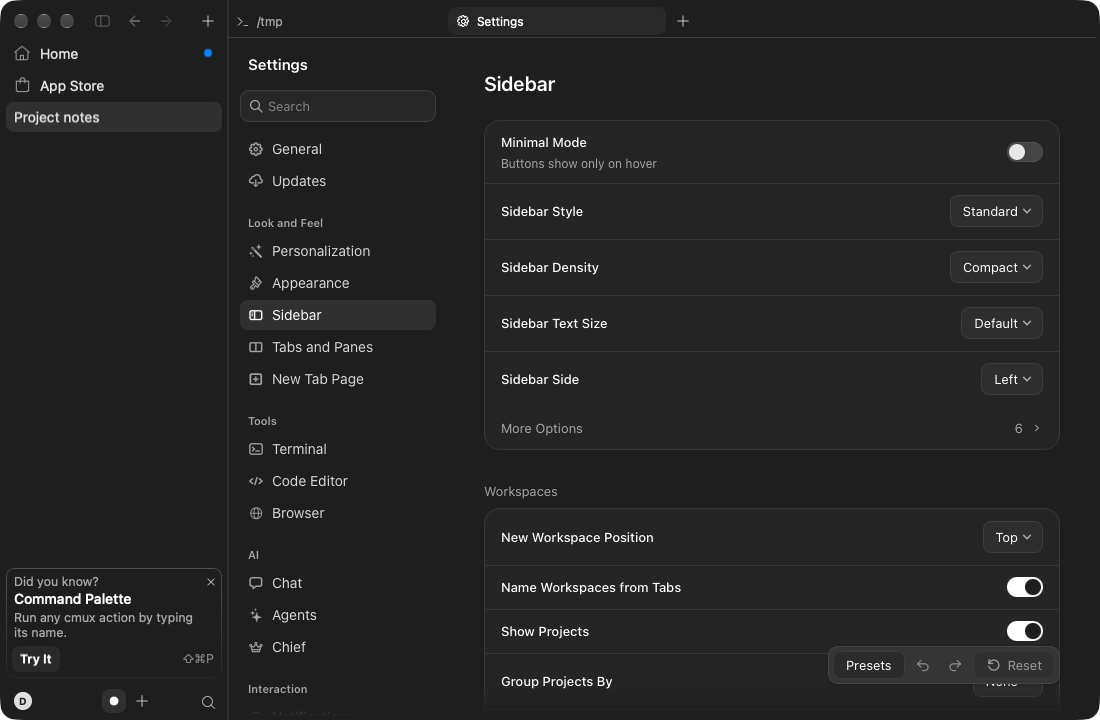 /tmp
Settings
Home
App Store
Project notes
Settings
Search
General
Updates
Look and Feel
Personalization
Appearance
Sidebar
Tabs and Panes
New Tab Page
Tools
Terminal
Code Editor
Browser
AI
Chat
Agents
Chief
Interaction
Notifications
Sidebar
Minimal Mode
Buttons show only on hover
Sidebar Style
Standard
Sidebar Density
Compact
Sidebar Text Size
Default
Sidebar Side
Left
More Options
6
Workspaces
New Workspace Position
Top
Name Workspaces from Tabs
Show Projects
Group Projects By
None
Presets
Reset
Did you know?
Command Palette
Run any cmux action by typing
its name.
Try It
⇧⌘P
D